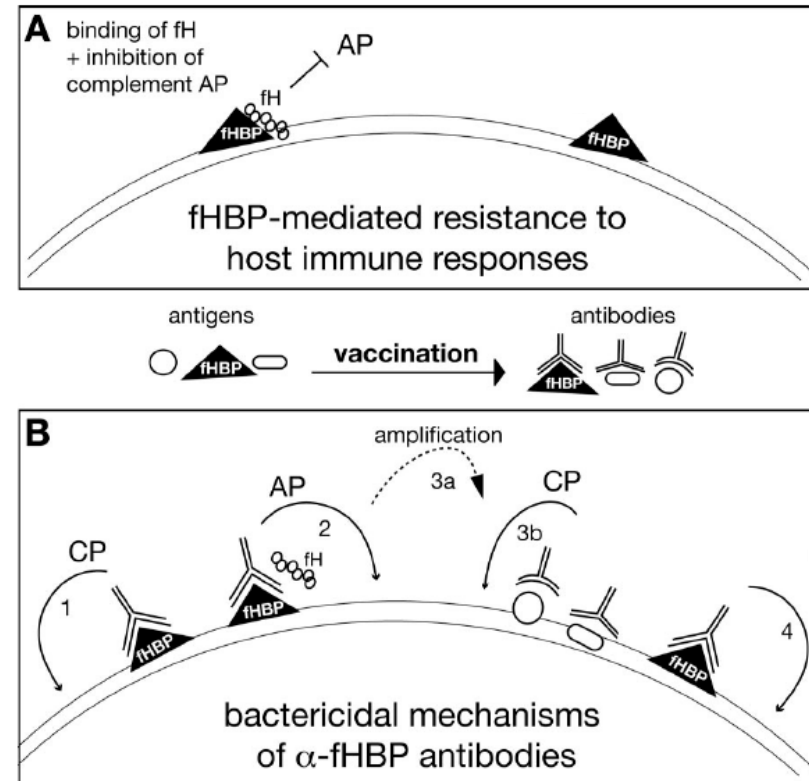 A
binding of fH
+ inhibition of
complement AP
AP
fH
fHBP
fHBP
fHBP-mediated resistance to
host immune responses
antigens
antibodies
fHBP
vaccination
fHBP
B
amplification
3a
AP
CP
2
3b
fH
CP
1
fHBP
4
fHBP
fHBP
bactericidal mechanisms
of α-fHBP antibodies